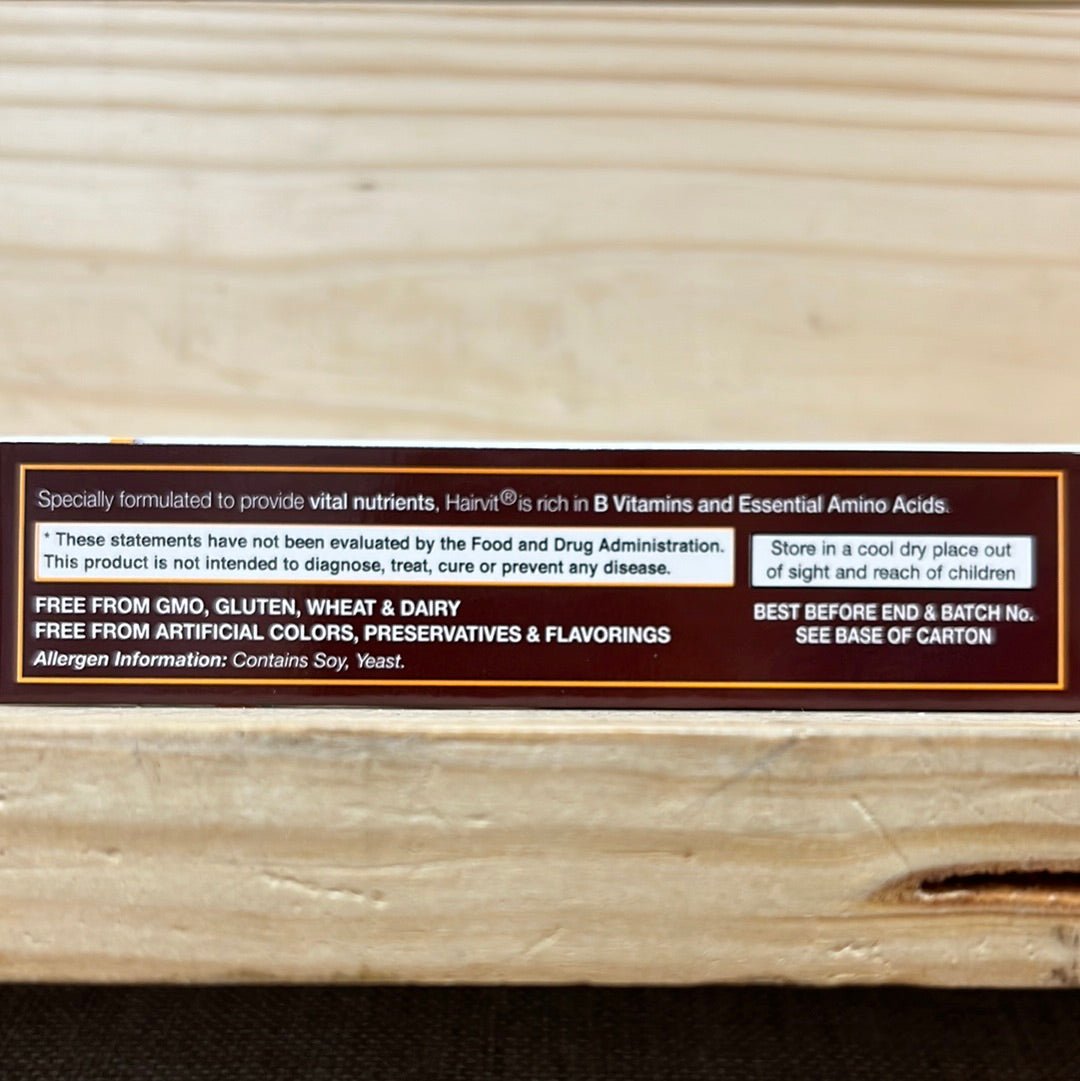 Specially formulated to provide vital nutrients, Hairvit® is rich in B Vitamins and Essential Amino Acids.
* These statements have not been evaluated by the Food and Drug Administration.
This product is not intended to diagnose, treat, cure or prevent any disease.
Store in a cool dry place out
of sight and reach of children
FREE FROM GMO, GLUTEN, WHEAT & DAIRY
FREE FROM ARTIFICIAL COLORS, PRESERVATIVES & FLAVORINGS
Allergen Information: Contains Soy, Yeast.
BEST BEFORE END & BATCH No.
SEE BASE OF CARTON